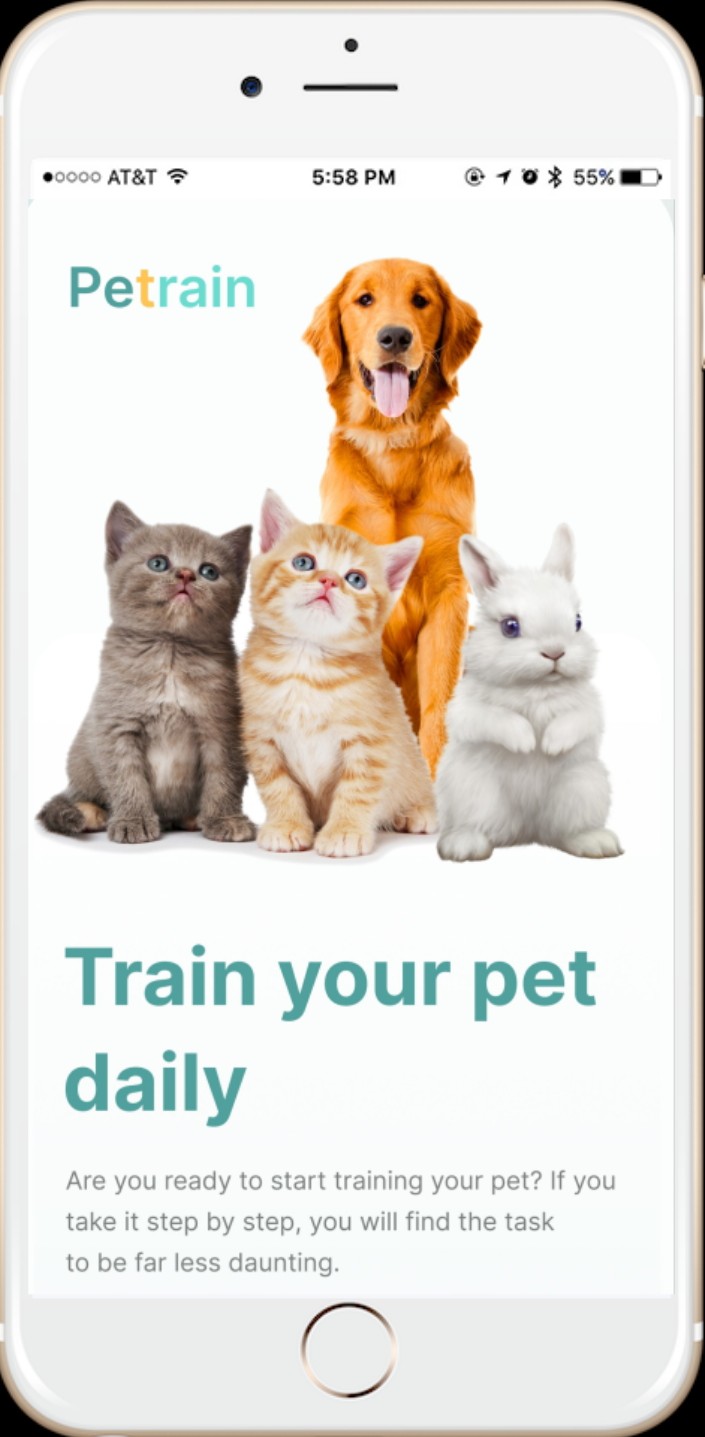 AT&T 5:58 PM 55%
Petrain
Train your pet
daily
Are you ready to start training your pet? If you
take it step by step, you will find the task
to be far less daunting.